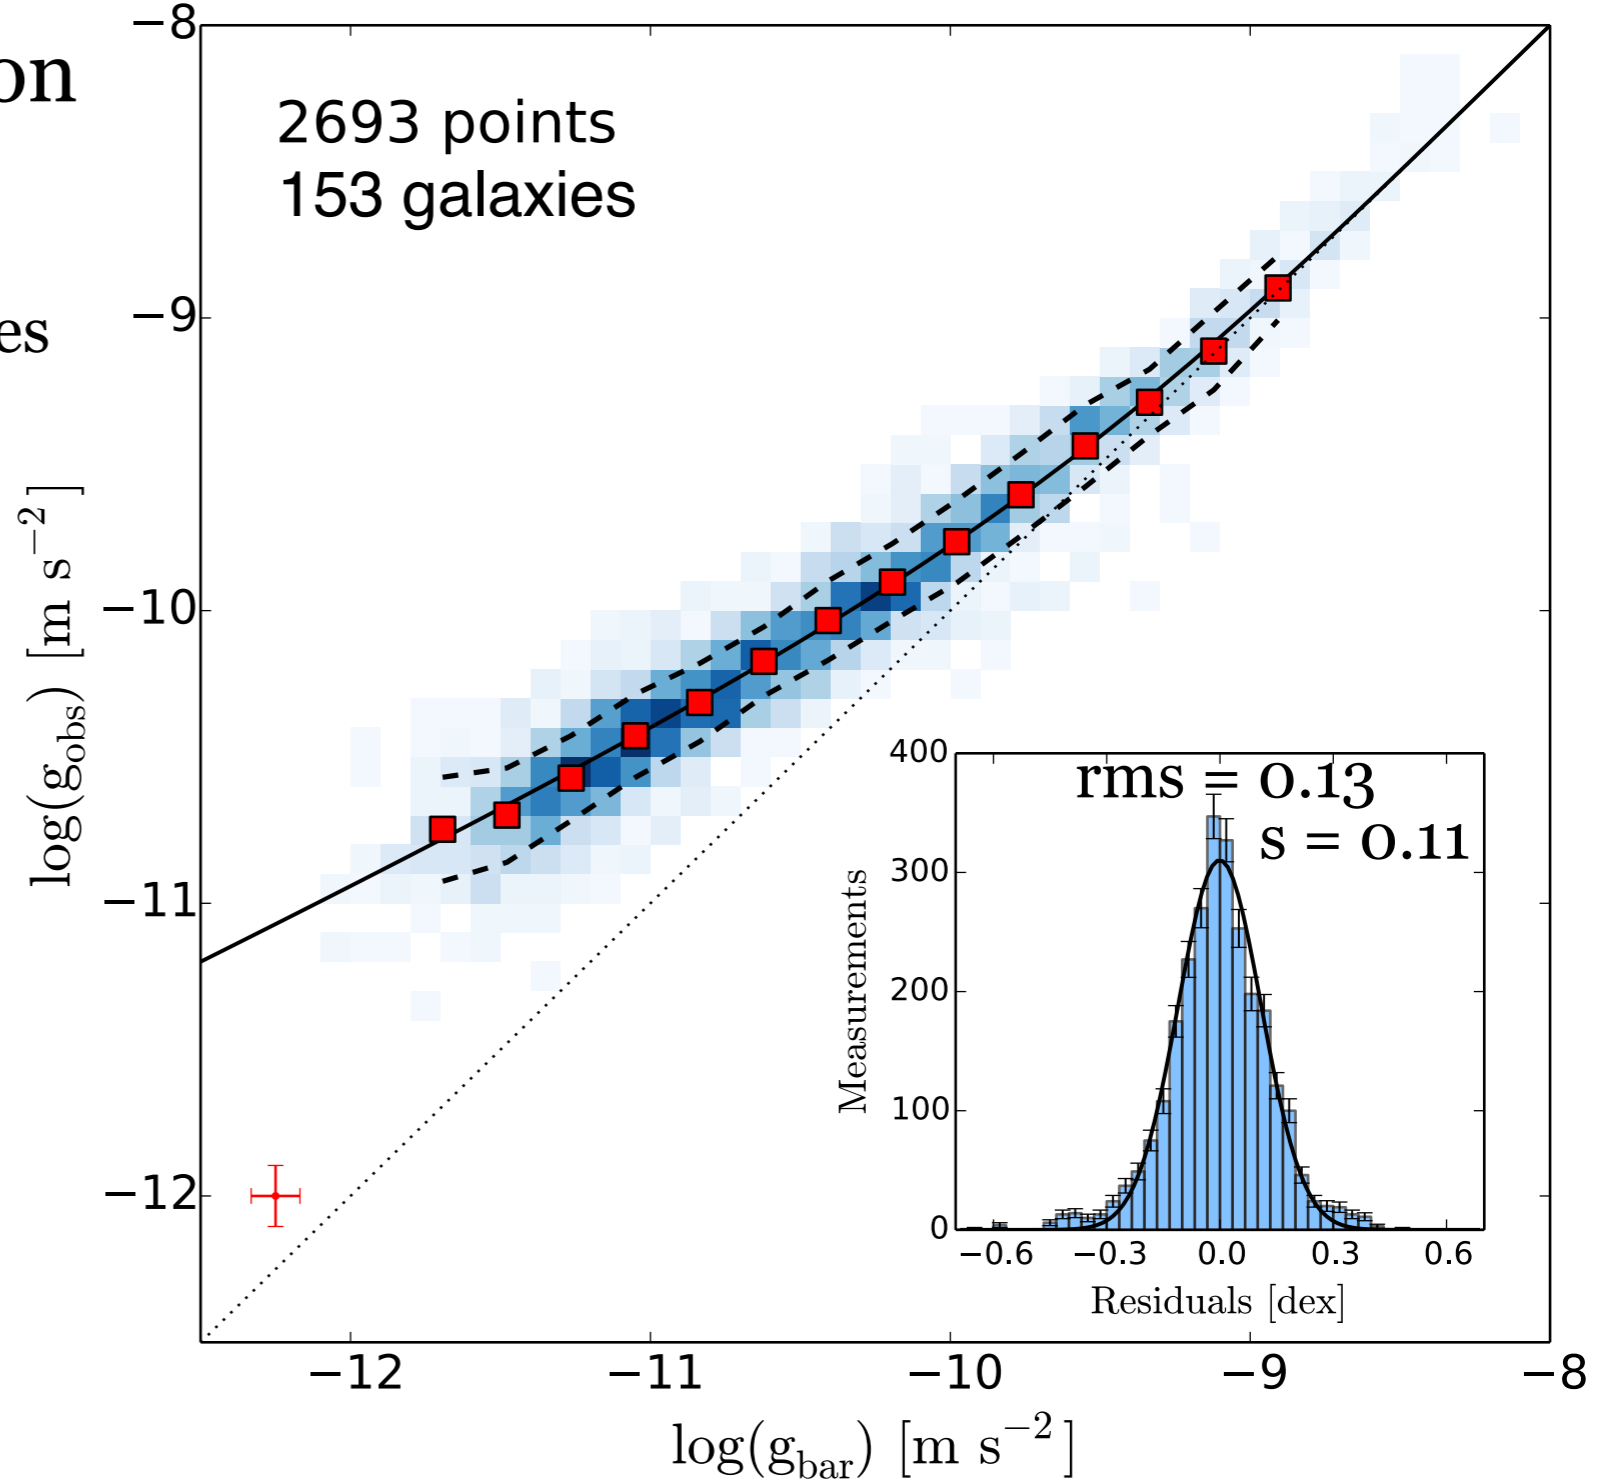 on
es
2693 points
153 galaxies
−8
−9
−10
−11
−12
log(g_obs) [m s⁻²]
rms = 0.13
s = 0.11
400
300
200
100
0
Measurements
−0.6 −0.3 0.0 0.3 0.6
Residuals [dex]
−12 −11 −10 −9 −8
log(g_bar) [m s⁻²]